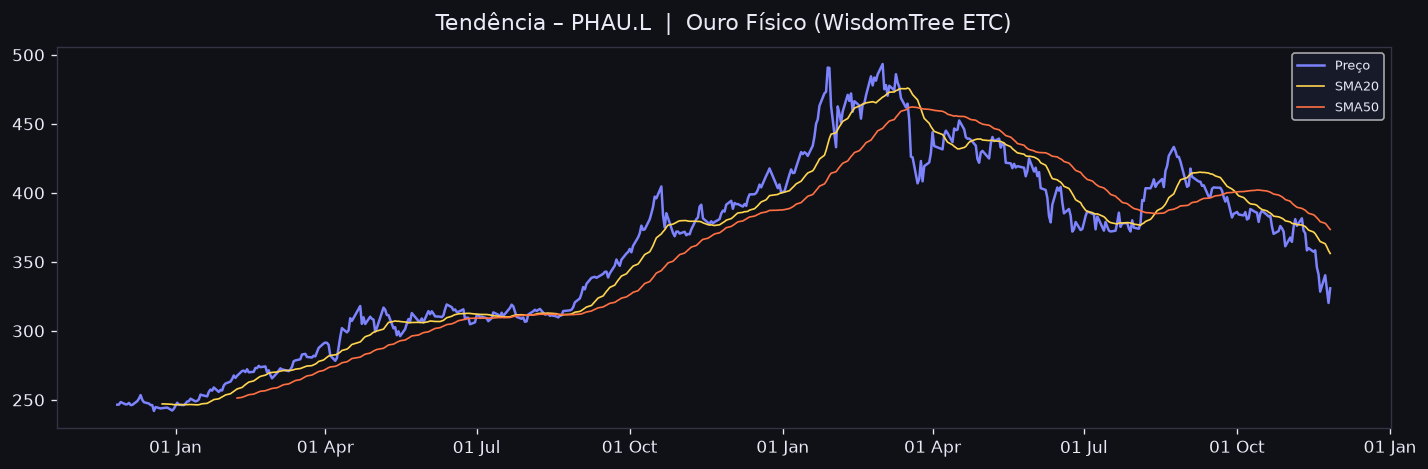 Tendência – PHAU.L | Ouro Físico (WisdomTree ETC)
Preço
SMA20
SMA50
500
450
400
350
300
250
01 Jan
01 Apr
01 Jul
01 Oct
01 Jan
01 Apr
01 Jul
01 Oct
01 Jan